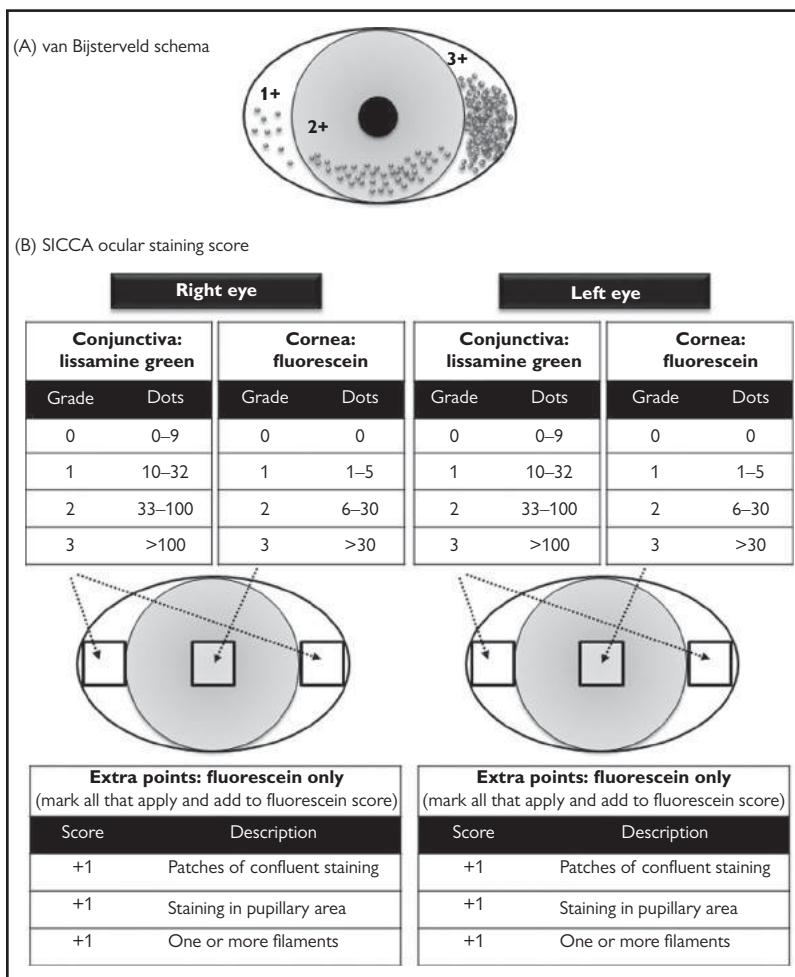 (A) van Bijsterveld schema
3+
1+
2+
(B) SICCA ocular staining score
Right eye Left eye
Conjunctiva: Cornea: Conjunctiva: Cornea:
lissamine green fluorescein lissamine green fluorescein
Grade Dots Grade Dots Grade Dots Grade Dots
0 0–9 0 0 0 0–9 0 0
1 10–32 1 1–5 1 10–32 1 1–5
2 33–100 2 6–30 2 33–100 2 6–30
3 >100 3 >30 3 >100 3 >30
Extra points: fluorescein only Extra points: fluorescein only
(mark all that apply and add to fluorescein score) (mark all that apply and add to fluorescein score)
Score Description Score Description
+1 Patches of confluent staining +1 Patches of confluent staining
+1 Staining in pupillary area +1 Staining in pupillary area
+1 One or more filaments +1 One or more filaments